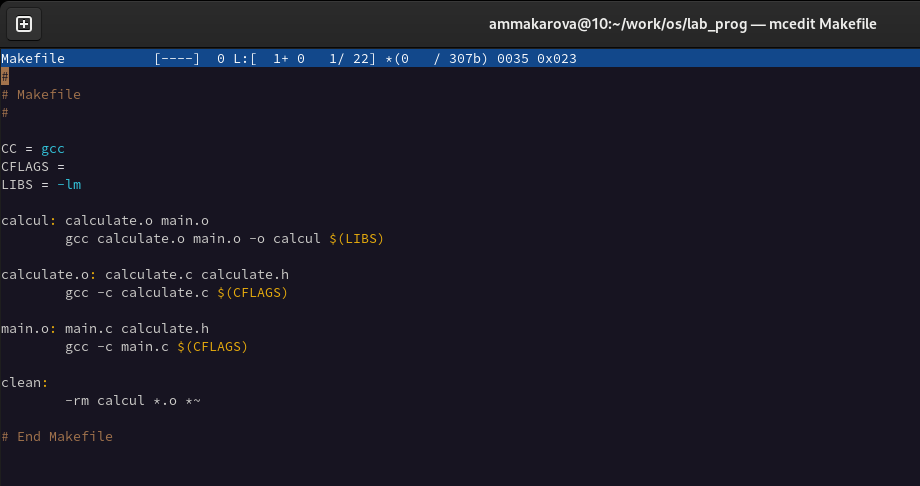 ammakarova@10:~/work/os/lab_prog — mcedit Makefile
Makefile           [----]  0 L:[  1+ 0   1/ 22] *(0   / 307b) 0035 0x023
#
# Makefile
#
CC = gcc
CFLAGS =
LIBS = -lm
calcul: calculate.o main.o
        gcc calculate.o main.o -o calcul $(LIBS)
calculate.o: calculate.c calculate.h
        gcc -c calculate.c $(CFLAGS)
main.o: main.c calculate.h
        gcc -c main.c $(CFLAGS)
clean:
        -rm calcul *.o *~
# End Makefile